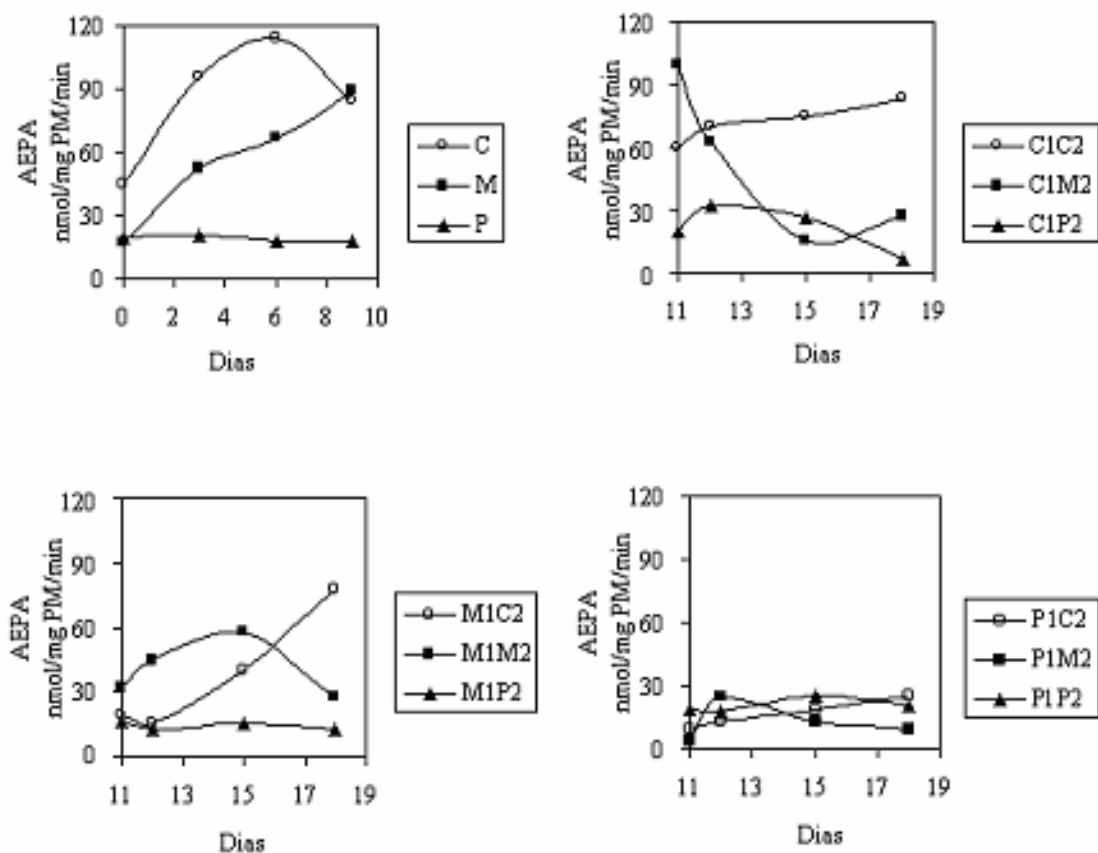 AEPA
nmol/mg PM/min
120
90
60
30
0
0 2 4 6 8 10
Dias
C
M
P
AEPA
nmol/mg PM/min
120
90
60
30
0
11 13 15 17 19
Dias
C1C2
C1M2
C1P2
AEPA
nmol/mg PM/min
120
90
60
30
0
11 13 15 17 19
Dias
M1C2
M1M2
M1P2
AEPA
nmol/mg PM/min
120
90
60
30
0
11 13 15 17 19
Dias
P1C2
P1M2
P1P2